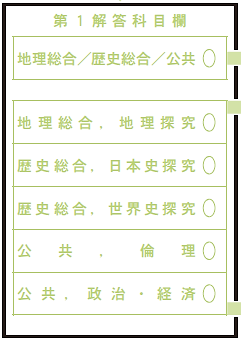 第1解答科目欄
地理総合／歴史総合／公共
地理総合，地理探究
歴史総合，日本史探究
歴史総合，世界史探究
公共，倫理
公共，政治・経済